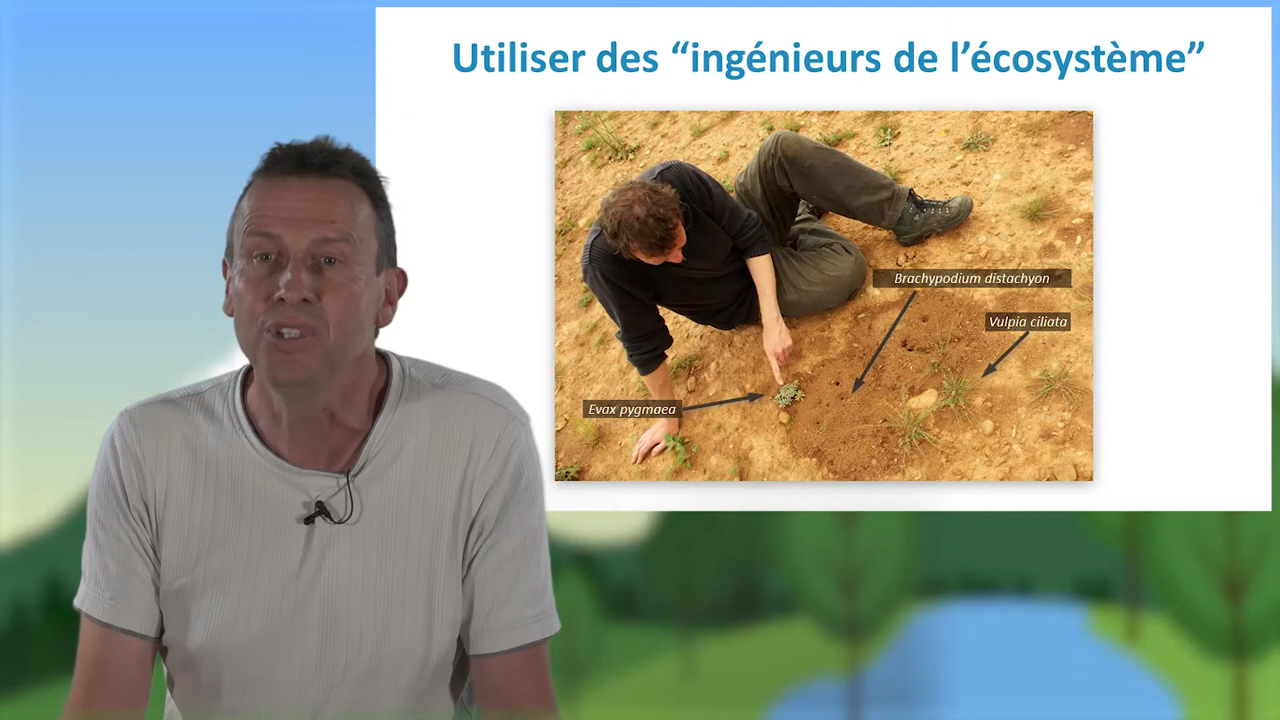 Utiliser des “ingénieurs de l’écosystème”
Brachypodium distachyon
Vulpia ciliata
Evax pygmaea